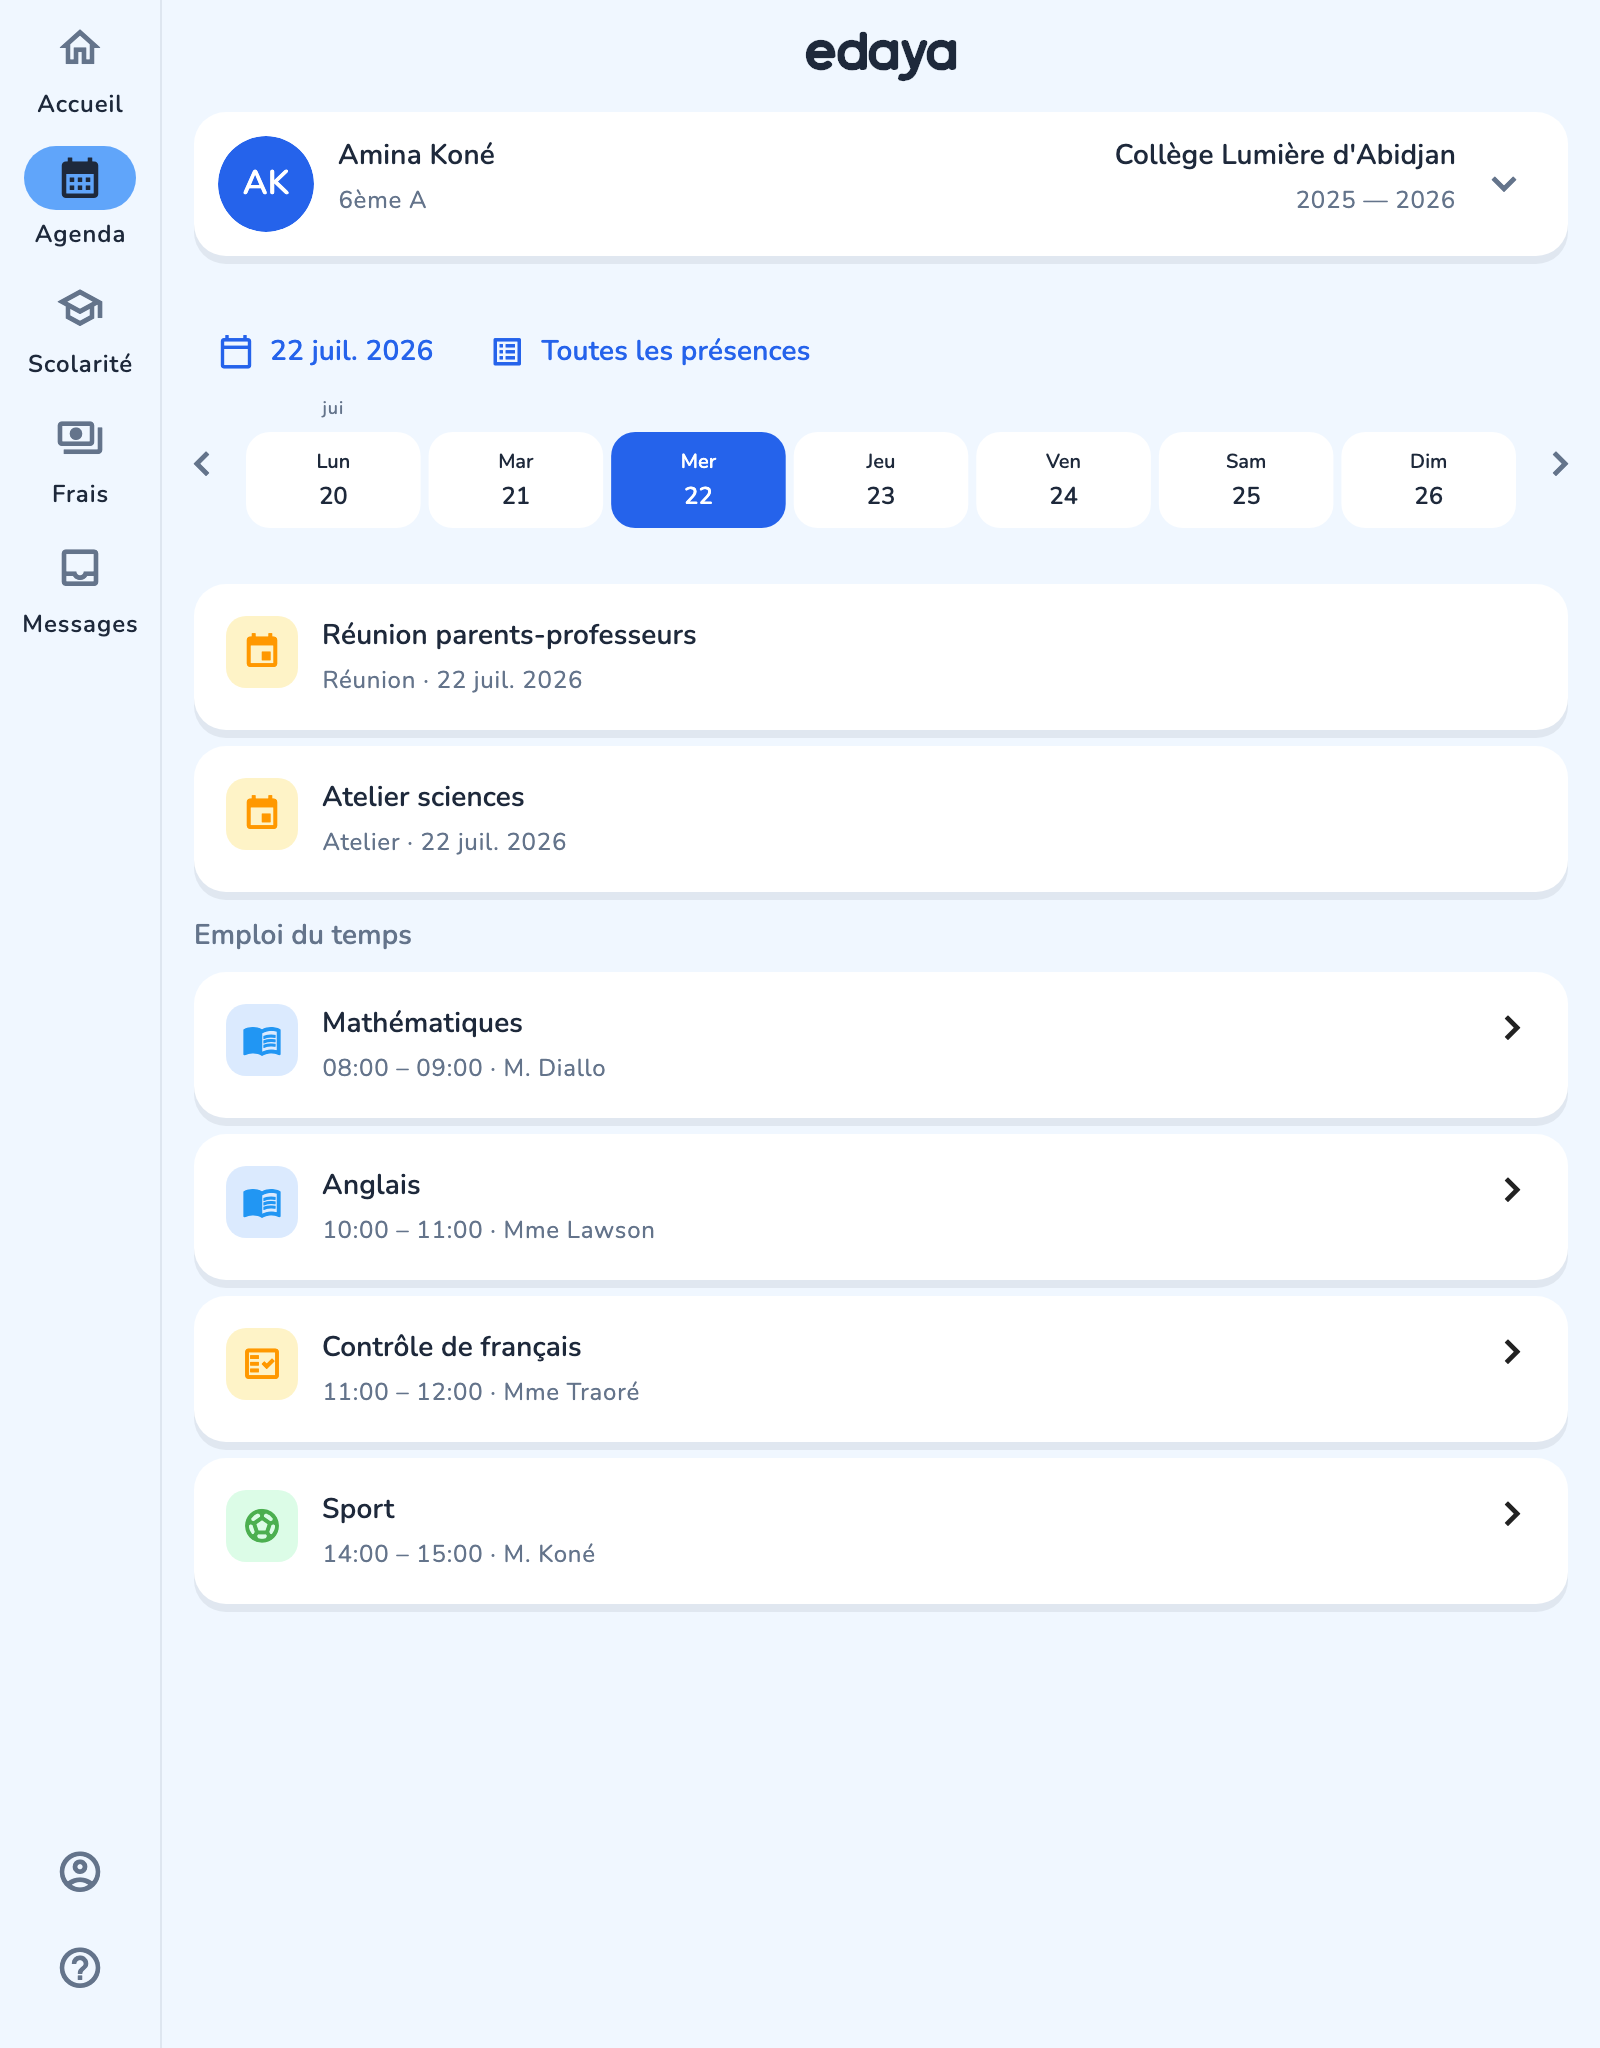 edaya
Accueil
Agenda
Scolarité
Frais
Messages
AK
Amina Koné
6ème A
Collège Lumière d'Abidjan
2025 — 2026
22 juil. 2026
Toutes les présences
jui
Lun
20
Mar
21
Mer
22
Jeu
23
Ven
24
Sam
25
Dim
26
Réunion parents-professeurs
Réunion · 22 juil. 2026
Atelier sciences
Atelier · 22 juil. 2026
Emploi du temps
Mathématiques
08:00 – 09:00 · M. Diallo
Anglais
10:00 – 11:00 · Mme Lawson
Contrôle de français
11:00 – 12:00 · Mme Traoré
Sport
14:00 – 15:00 · M. Koné